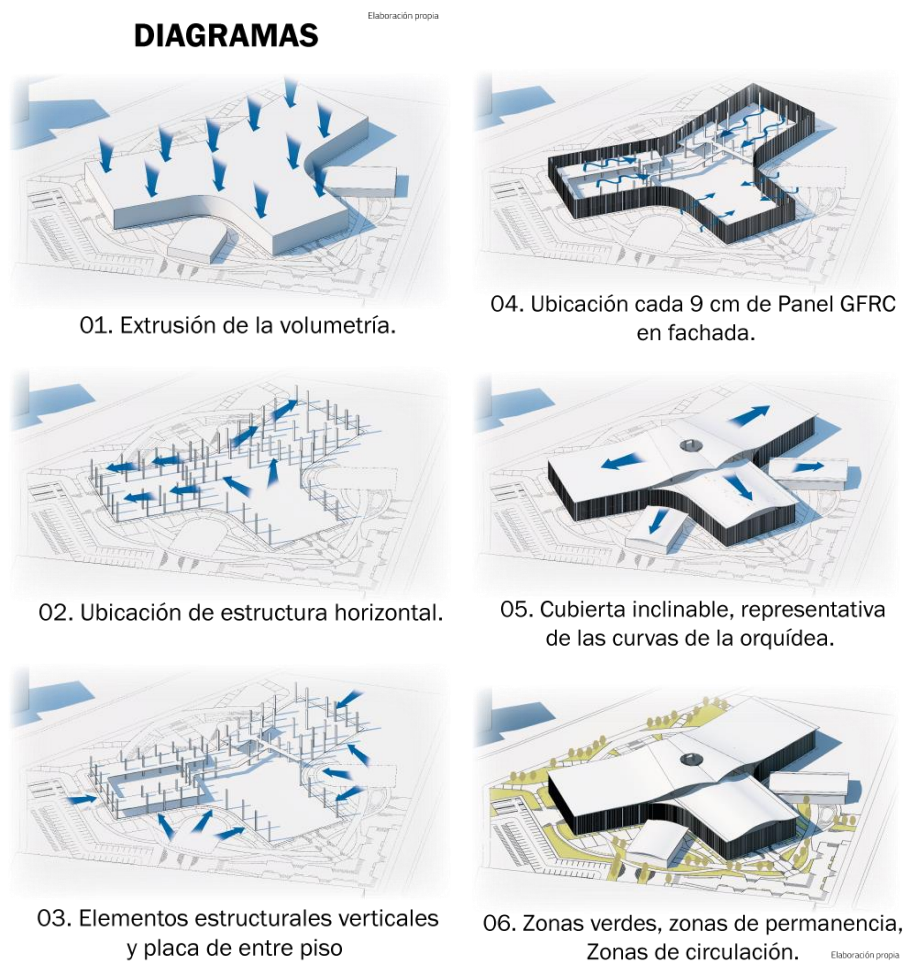 Elaboración propia
DIAGRAMAS
01. Extrusión de la volumetría.
02. Ubicación de estructura horizontal.
03. Elementos estructurales verticales
y placa de entre piso
04. Ubicación cada 9 cm de Panel GFRC
en fachada.
05. Cubierta inclinable, representativa
de las curvas de la orquídea.
06. Zonas verdes, zonas de permanencia,
Zonas de circulación.
Elaboración propia